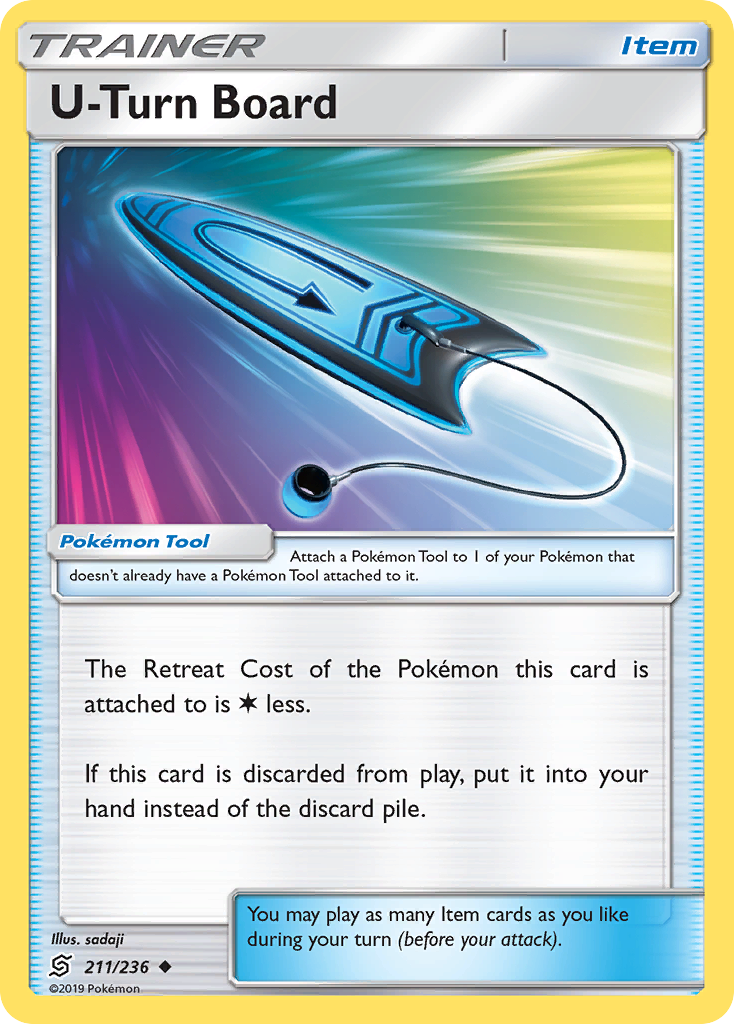 TRAINER
Item
U-Turn Board
Pokémon Tool
Attach a Pokémon Tool to 1 of your Pokémon that
doesn't already have a Pokémon Tool attached to it.
The Retreat Cost of the Pokémon this card is
attached to is less.
If this card is discarded from play, put it into your
hand instead of the discard pile.
You may play as many Item cards as you like
during your turn (before your attack).
Illus. sadaji
211/236
©2019 Pokémon